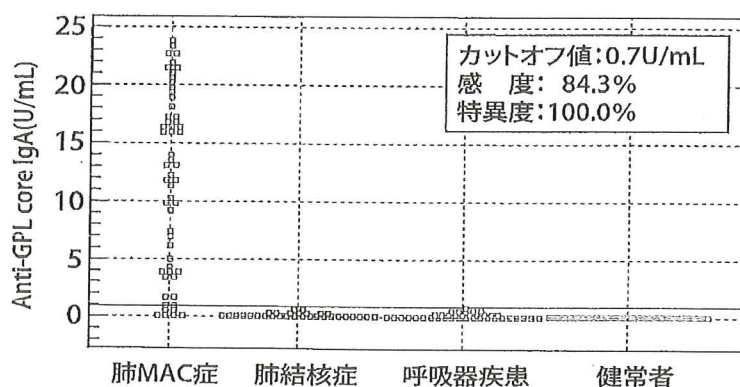 25
20
15
10
5
0
Anti-GPL core IgA(U/mL)
カットオフ値:0.7U/mL
感 度: 84.3%
特異度:100.0%
肺MAC症 肺結核症 呼吸器疾患 健常者